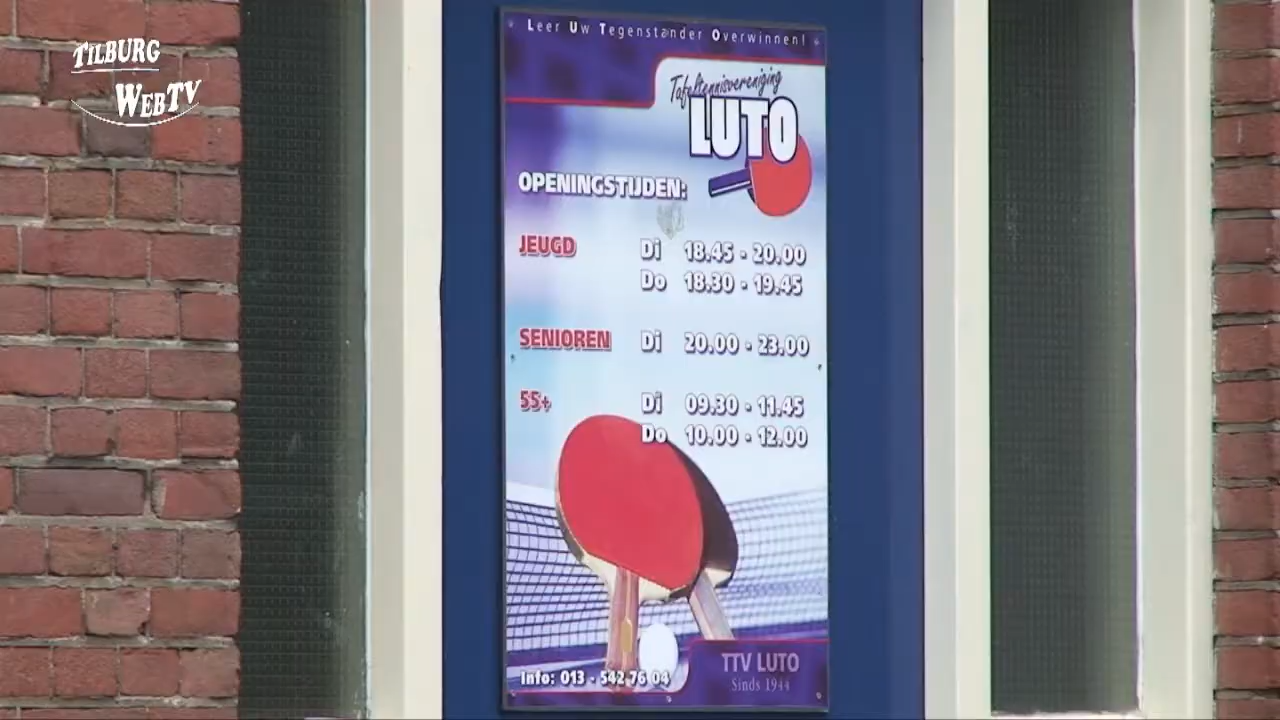 TILBURG
WEBTV
Leer Uw Tegenstander Overwinnen!
Tafeltennisvereniging
LUTO
OPENINGSTIJDEN:
JEUGD Di 18.45 - 20.00
Do 18.30 - 19.45
SENIOREN Di 20.00 - 23.00
55+ Di 09.30 - 11.45
Do 10.00 - 12.00
TTV LUTO
Sinds 1944
Info: 013 - 542 76 04